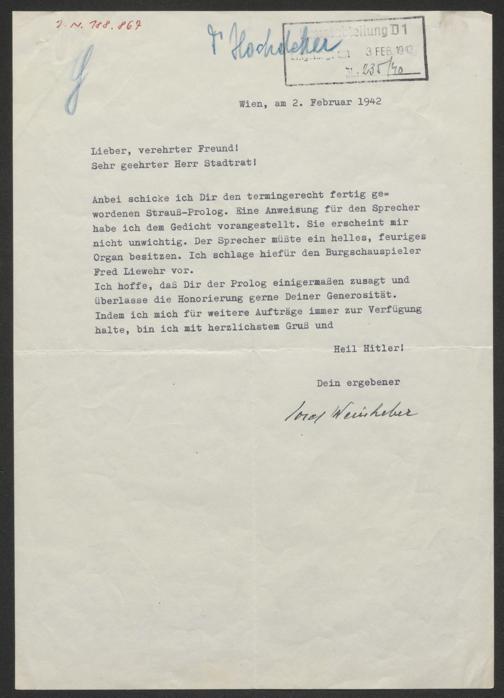 J.N. 188.867
Dr Hocholcher
3 FEB. 1942
Wien, am 2. Februar 1942
Lieber, verehrter Freund!
Sehr geehrter Herr Stadtrat!
Anbei schicke ich Dir den termingerecht fertig ge=
wordenen Strauß-Prolog. Eine Anweisung für den Sprecher
habe ich dem Gedicht vorangestellt. Sie erscheint mir
nicht unwichtig. Der Sprecher müßte ein helles, feuriges
Organ besitzen. Ich schlage hiefür den Burgschauspieler
Fred Liewehr vor.
Ich hoffe, daß Dir der Prolog einigermaßen zusagt und
überlasse die Honorierung gerne Deiner Generosität.
Indem ich mich für weitere Aufträge immer zur Verfügung
halte, bin ich mit herzlichstem Gruß und
Heil Hitler!
Dein ergebener
Josef Weinheber